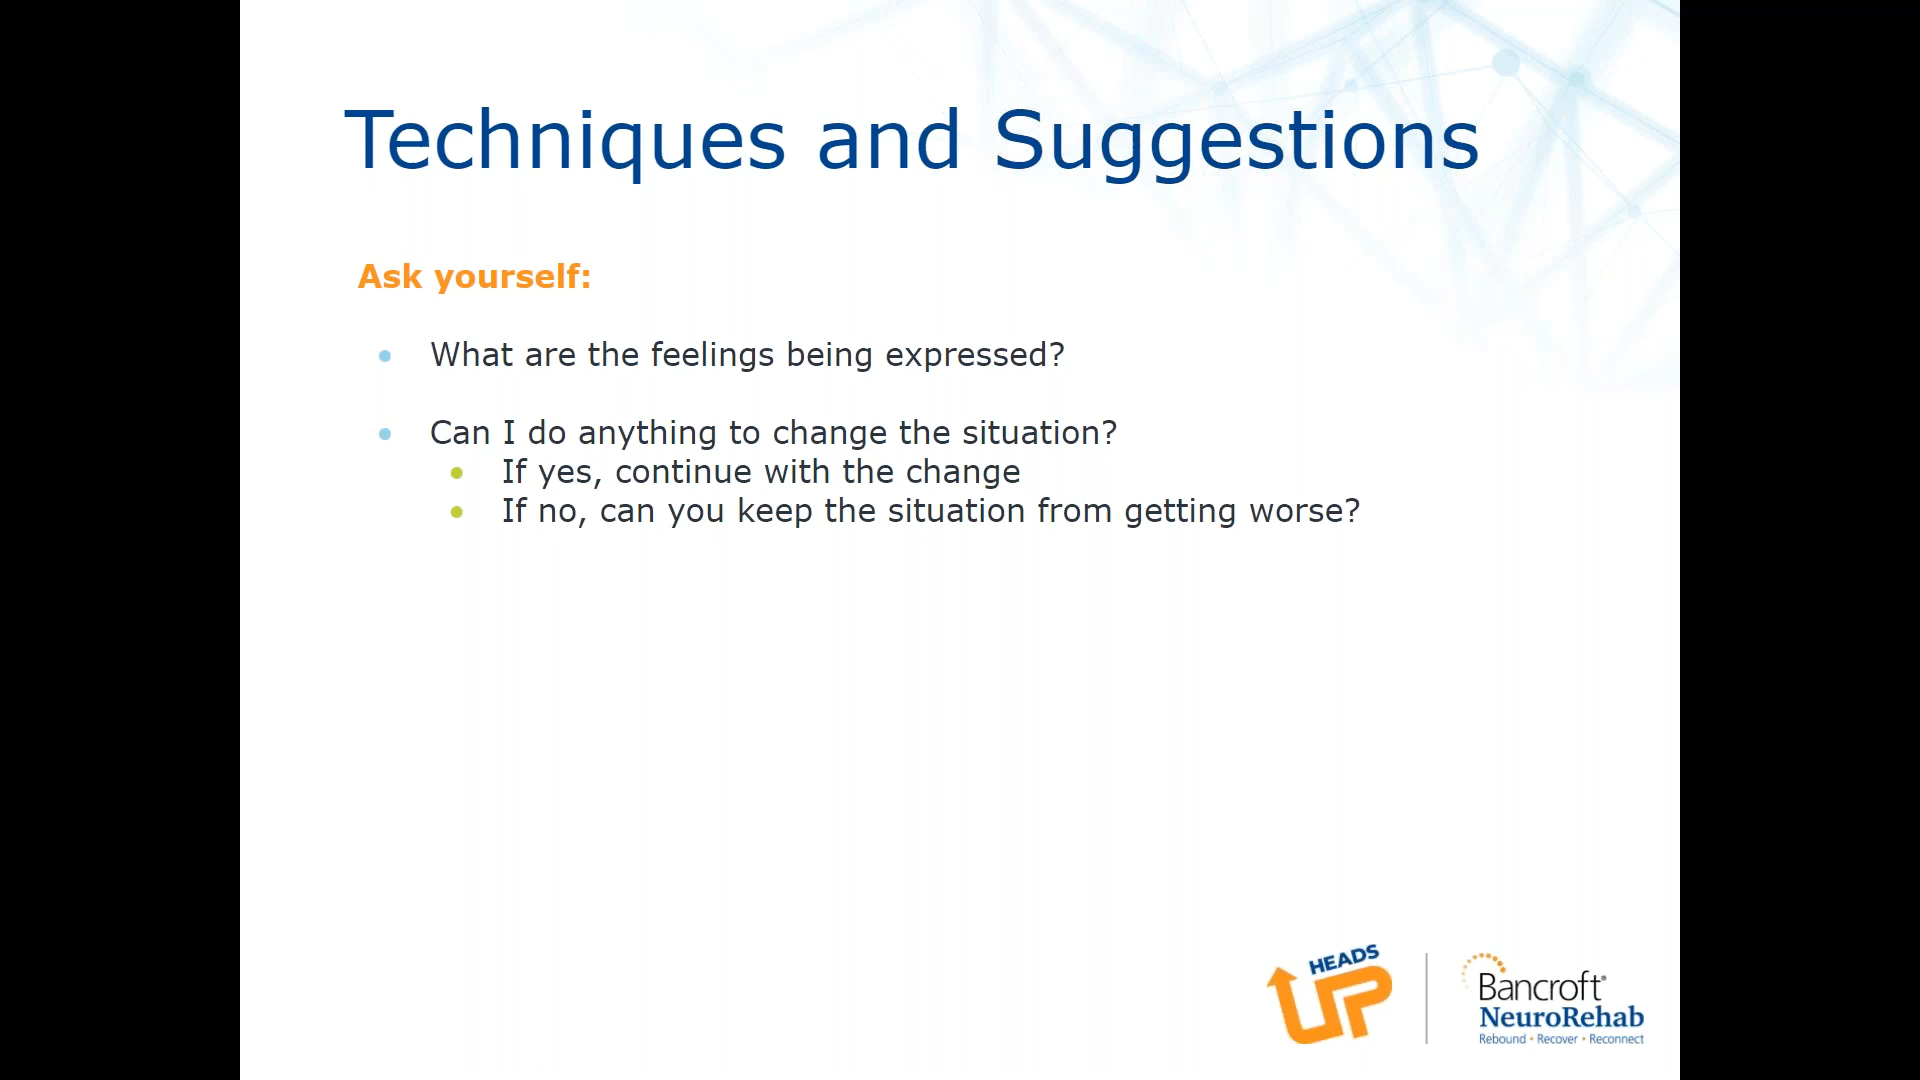 Techniques and Suggestions
Ask yourself:
• What are the feelings being expressed?
• Can I do anything to change the situation?
• If yes, continue with the change
• If no, can you keep the situation from getting worse?
HEADS
UP
Bancroft®
NeuroRehab
Rebound • Recover • Reconnect